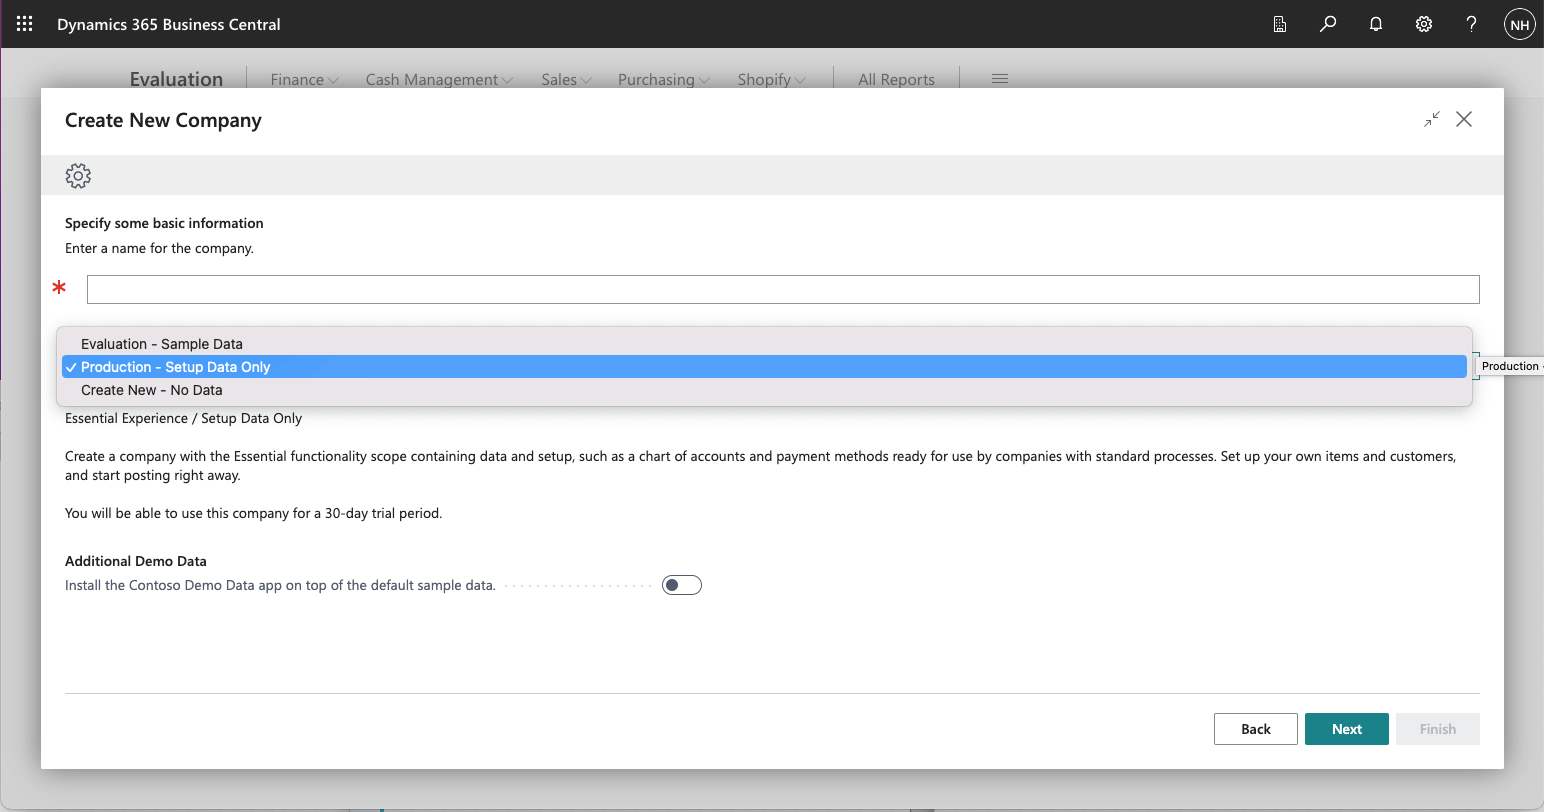 Dynamics 365 Business Central
NH
Evaluation Finance Cash Management Sales Purchasing Shopify All Reports
Create New Company
Specify some basic information
Enter a name for the company.
*
Evaluation - Sample Data
✓ Production - Setup Data Only
Production -
Create New - No Data
Essential Experience / Setup Data Only
Create a company with the Essential functionality scope containing data and setup, such as a chart of accounts and payment methods ready for use by companies with standard processes. Set up your own items and customers,
and start posting right away.
You will be able to use this company for a 30-day trial period.
Additional Demo Data
Install the Contoso Demo Data app on top of the default sample data.
Back Next Finish